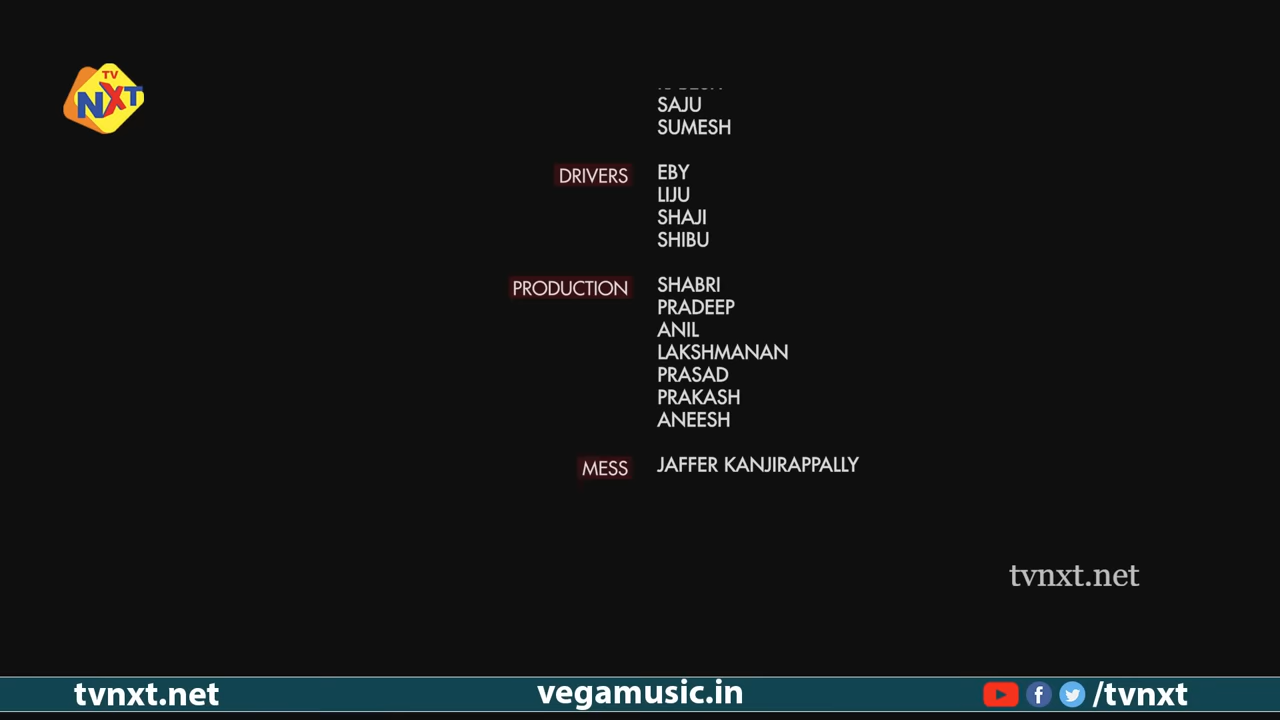 TV
NXT
SAJU
SUMESH
DRIVERS EBY
LIJU
SHAJI
SHIBU
PRODUCTION SHABRI
PRADEEP
ANIL
LAKSHMANAN
PRASAD
PRAKASH
ANEESH
MESS JAFFER KANJIRAPPALLY
tvnxt.net
tvnxt.net vegamusic.in /tvnxt